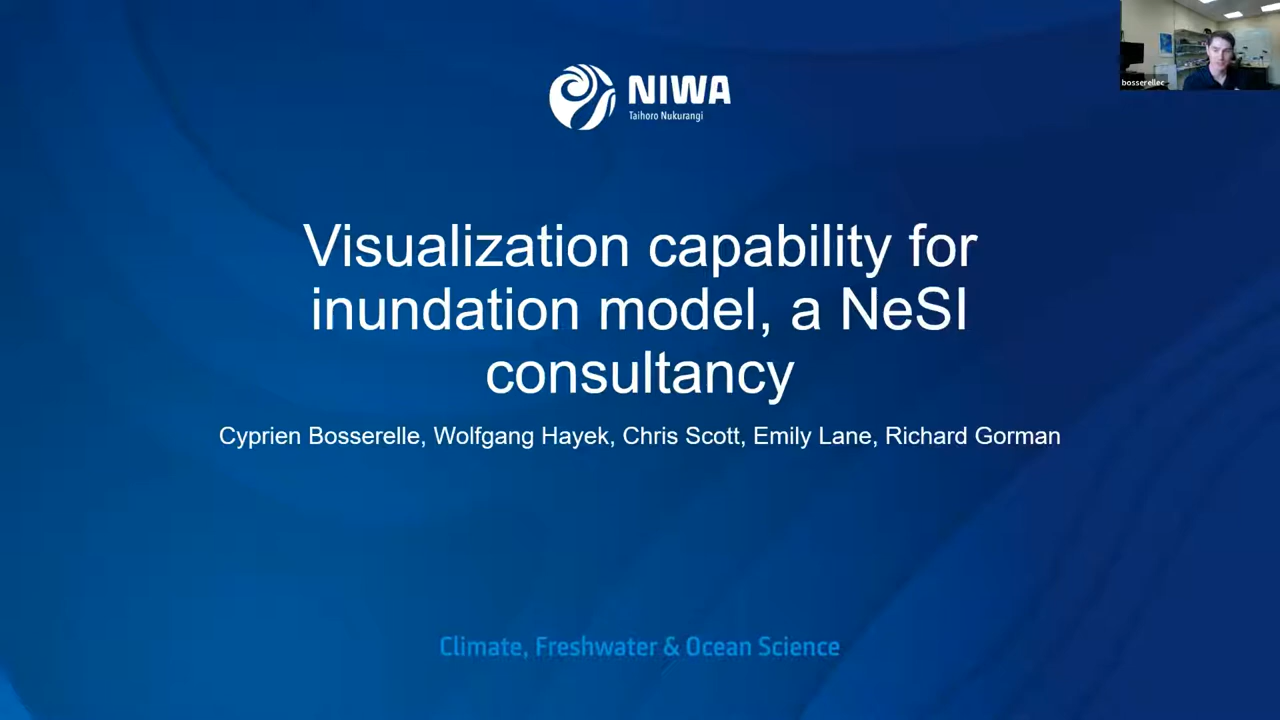 bosserellec
NIWA
Taihoro Nukurangi
Visualization capability for
inundation model, a NeSI
consultancy
Cyprien Bosserelle, Wolfgang Hayek, Chris Scott, Emily Lane, Richard Gorman
Climate, Freshwater & Ocean Science